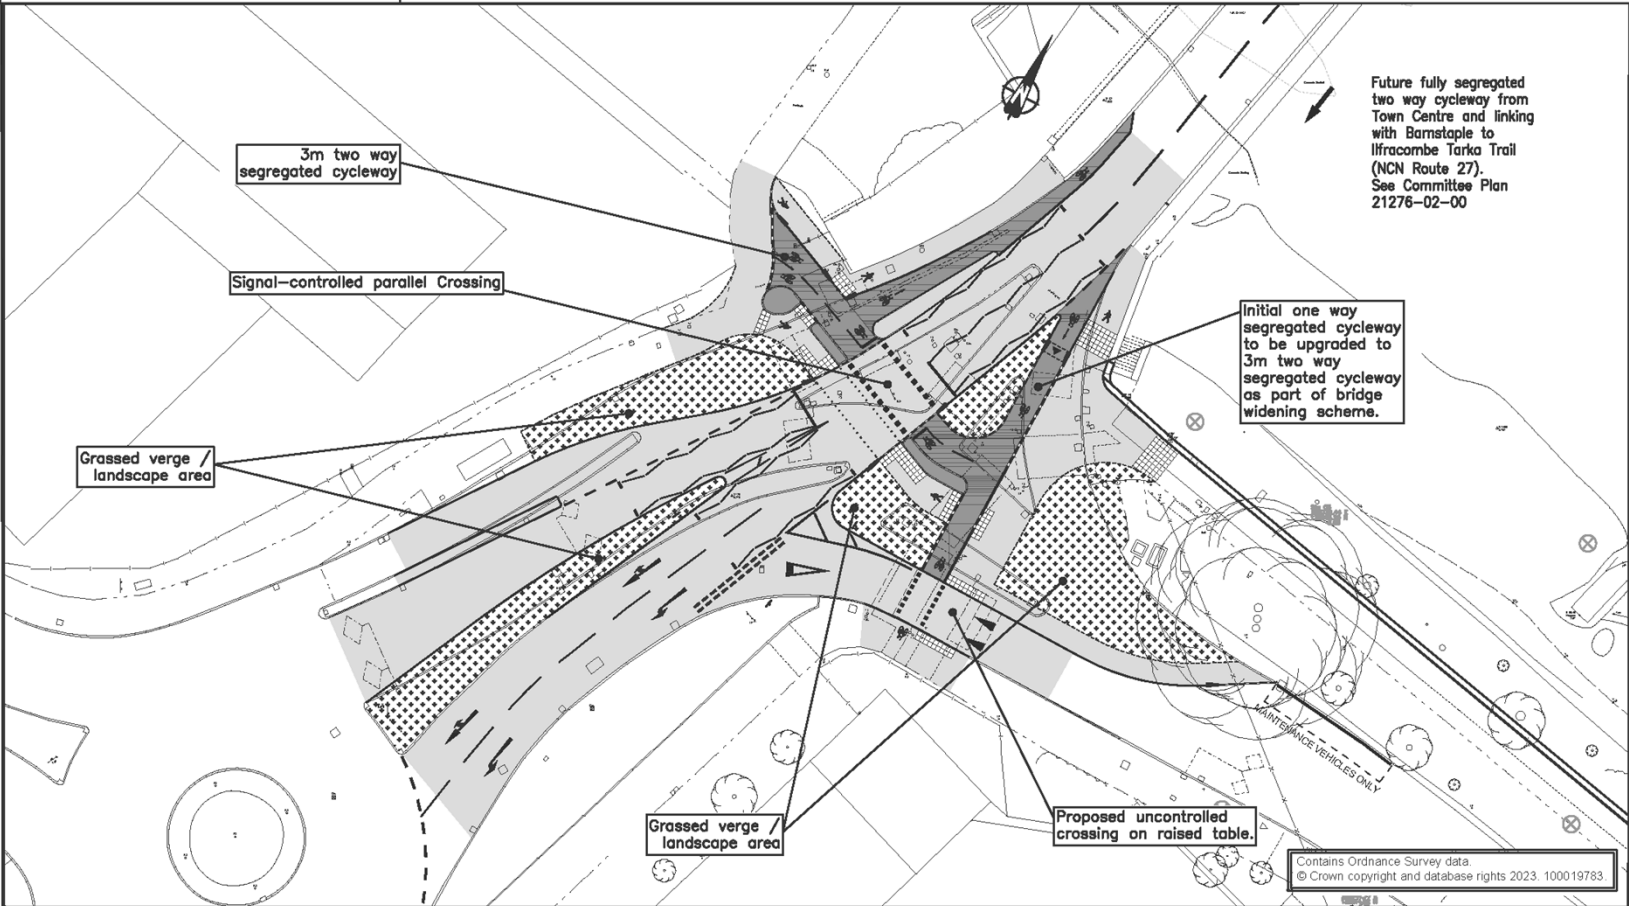 Future fully segregated
two way cycleway from
Town Centre and linking
with Barnstaple to
Ilfracombe Tarka Trail
(NCN Route 27).
See Committee Plan
21276-02-00
N
3m two way
segregated cycleway
Signal-controlled parallel Crossing
Initial one way
segregated cycleway
to be upgraded to
3m two way
segregated cycleway
as part of bridge
widening scheme.
Grassed verge /
landscape area
MAINTENANCE VEHICLES ONLY
Grassed verge /
landscape area
Proposed uncontrolled
crossing on raised table.
Contains Ordnance Survey data.
© Crown copyright and database rights 2023. 100019783.